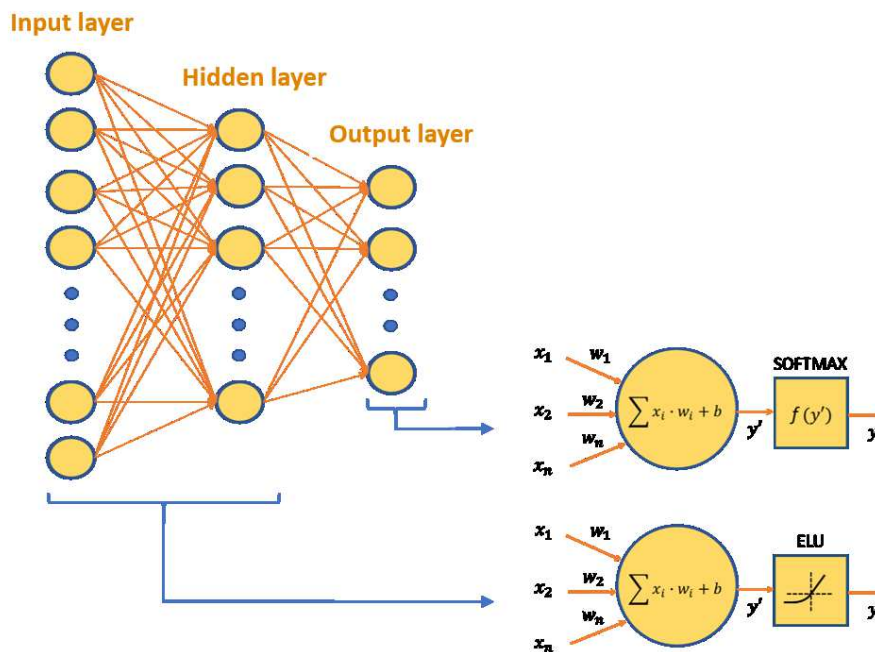 Input layer
Hidden layer
Output layer
x₁ w₁
x₂ w₂
xₙ wₙ
∑ xᵢ · wᵢ + b
y'
SOFTMAX
f(y')
y
x₁ w₁
x₂ w₂
xₙ wₙ
∑ xᵢ · wᵢ + b
y'
ELU
y